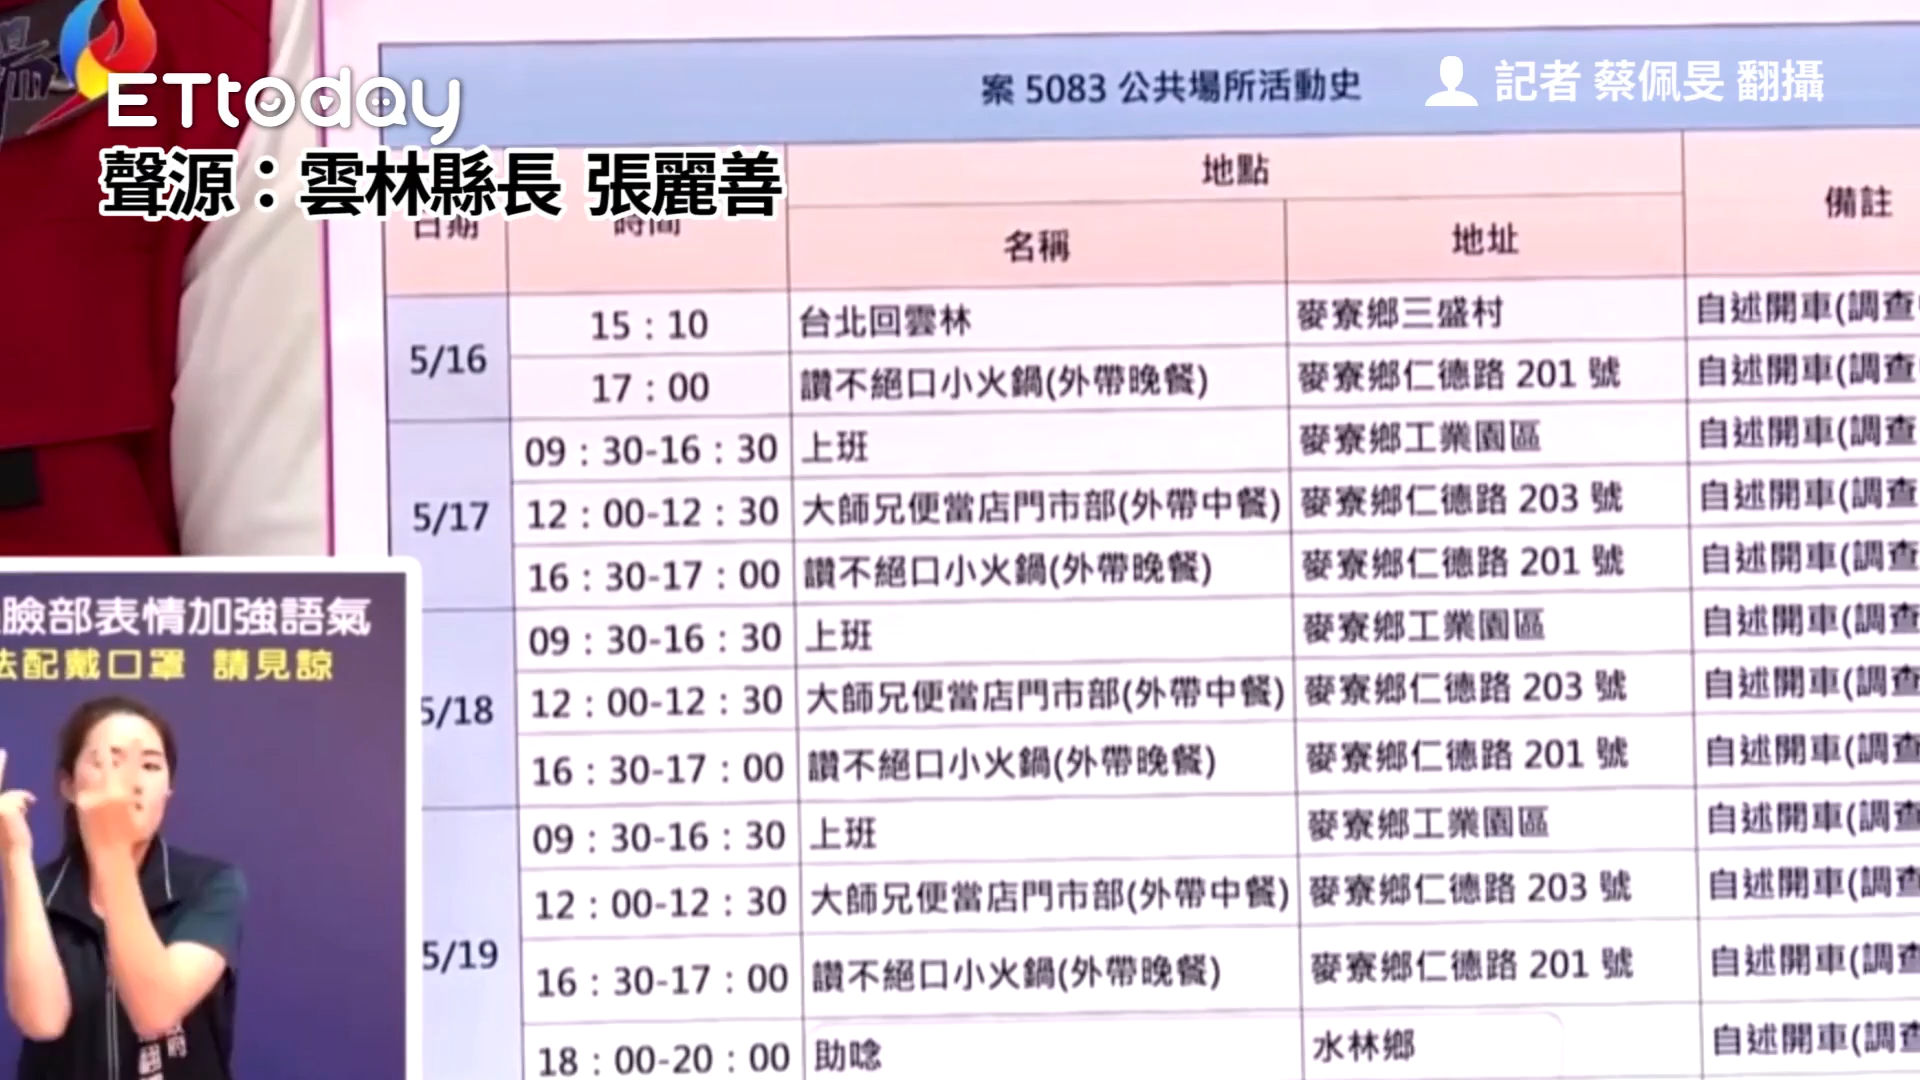 ETtoday
聲源：雲林縣長 張麗善
記者 蔡佩旻 翻攝
案 5083 公共場所活動史
日期 時間 地點 備註
名稱 地址
5/16
15：10 台北回雲林 麥寮鄉三盛村 自述開車(調查
17：00 讚不絕口小火鍋(外帶晚餐) 麥寮鄉仁德路 201 號 自述開車(調查
5/17
09：30-16：30 上班 麥寮鄉工業園區 自述開車(調查
12：00-12：30 大師兄便當店門市部(外帶中餐) 麥寮鄉仁德路 203 號 自述開車(調查
16：30-17：00 讚不絕口小火鍋(外帶晚餐) 麥寮鄉仁德路 201 號 自述開車(調查
5/18
09：30-16：30 上班 麥寮鄉工業園區 自述開車(調查
12：00-12：30 大師兄便當店門市部(外帶中餐) 麥寮鄉仁德路 203 號 自述開車(調查
16：30-17：00 讚不絕口小火鍋(外帶晚餐) 麥寮鄉仁德路 201 號 自述開車(調查
5/19
09：30-16：30 上班 麥寮鄉工業園區 自述開車(調查
12：00-12：30 大師兄便當店門市部(外帶中餐) 麥寮鄉仁德路 203 號 自述開車(調查
16：30-17：00 讚不絕口小火鍋(外帶晚餐) 麥寮鄉仁德路 201 號 自述開車(調查
18：00-20：00 助唸 水林鄉 自述開車(調查
臉部表情加強語氣
法配戴口罩 請見諒